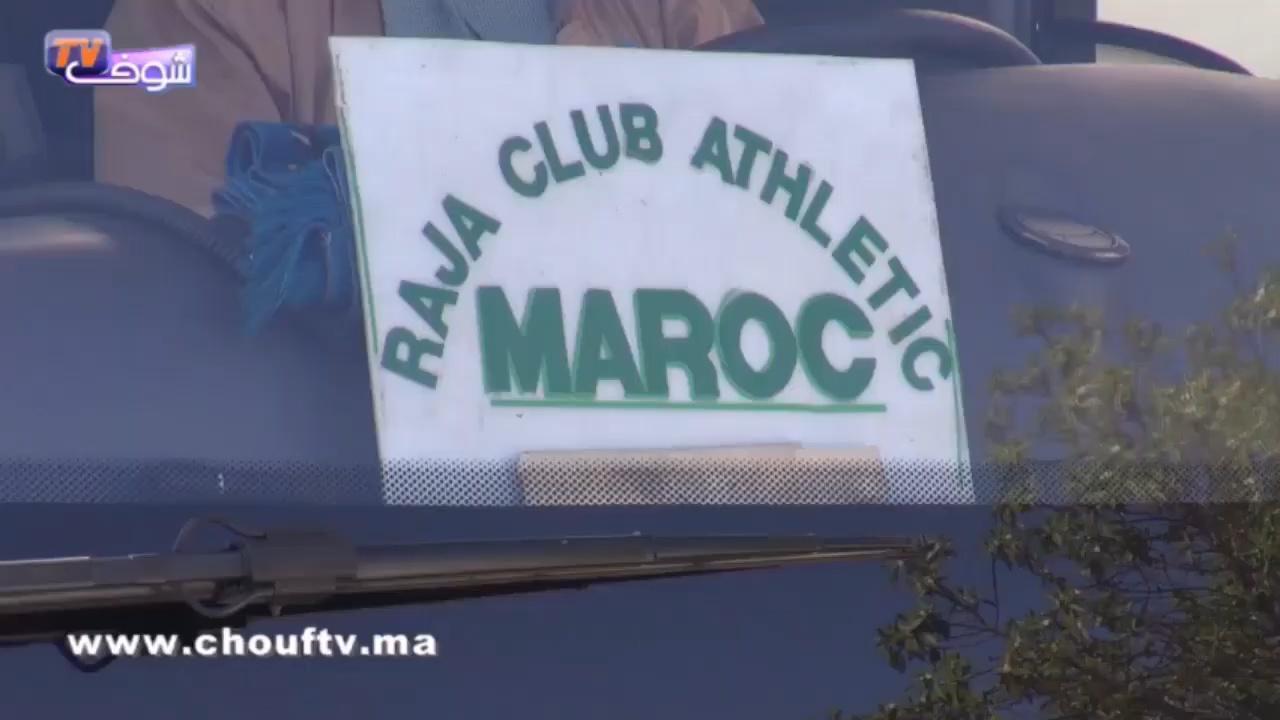 TV
شوف
RAJA CLUB ATHLETIC
MAROC
www.chouftv.ma